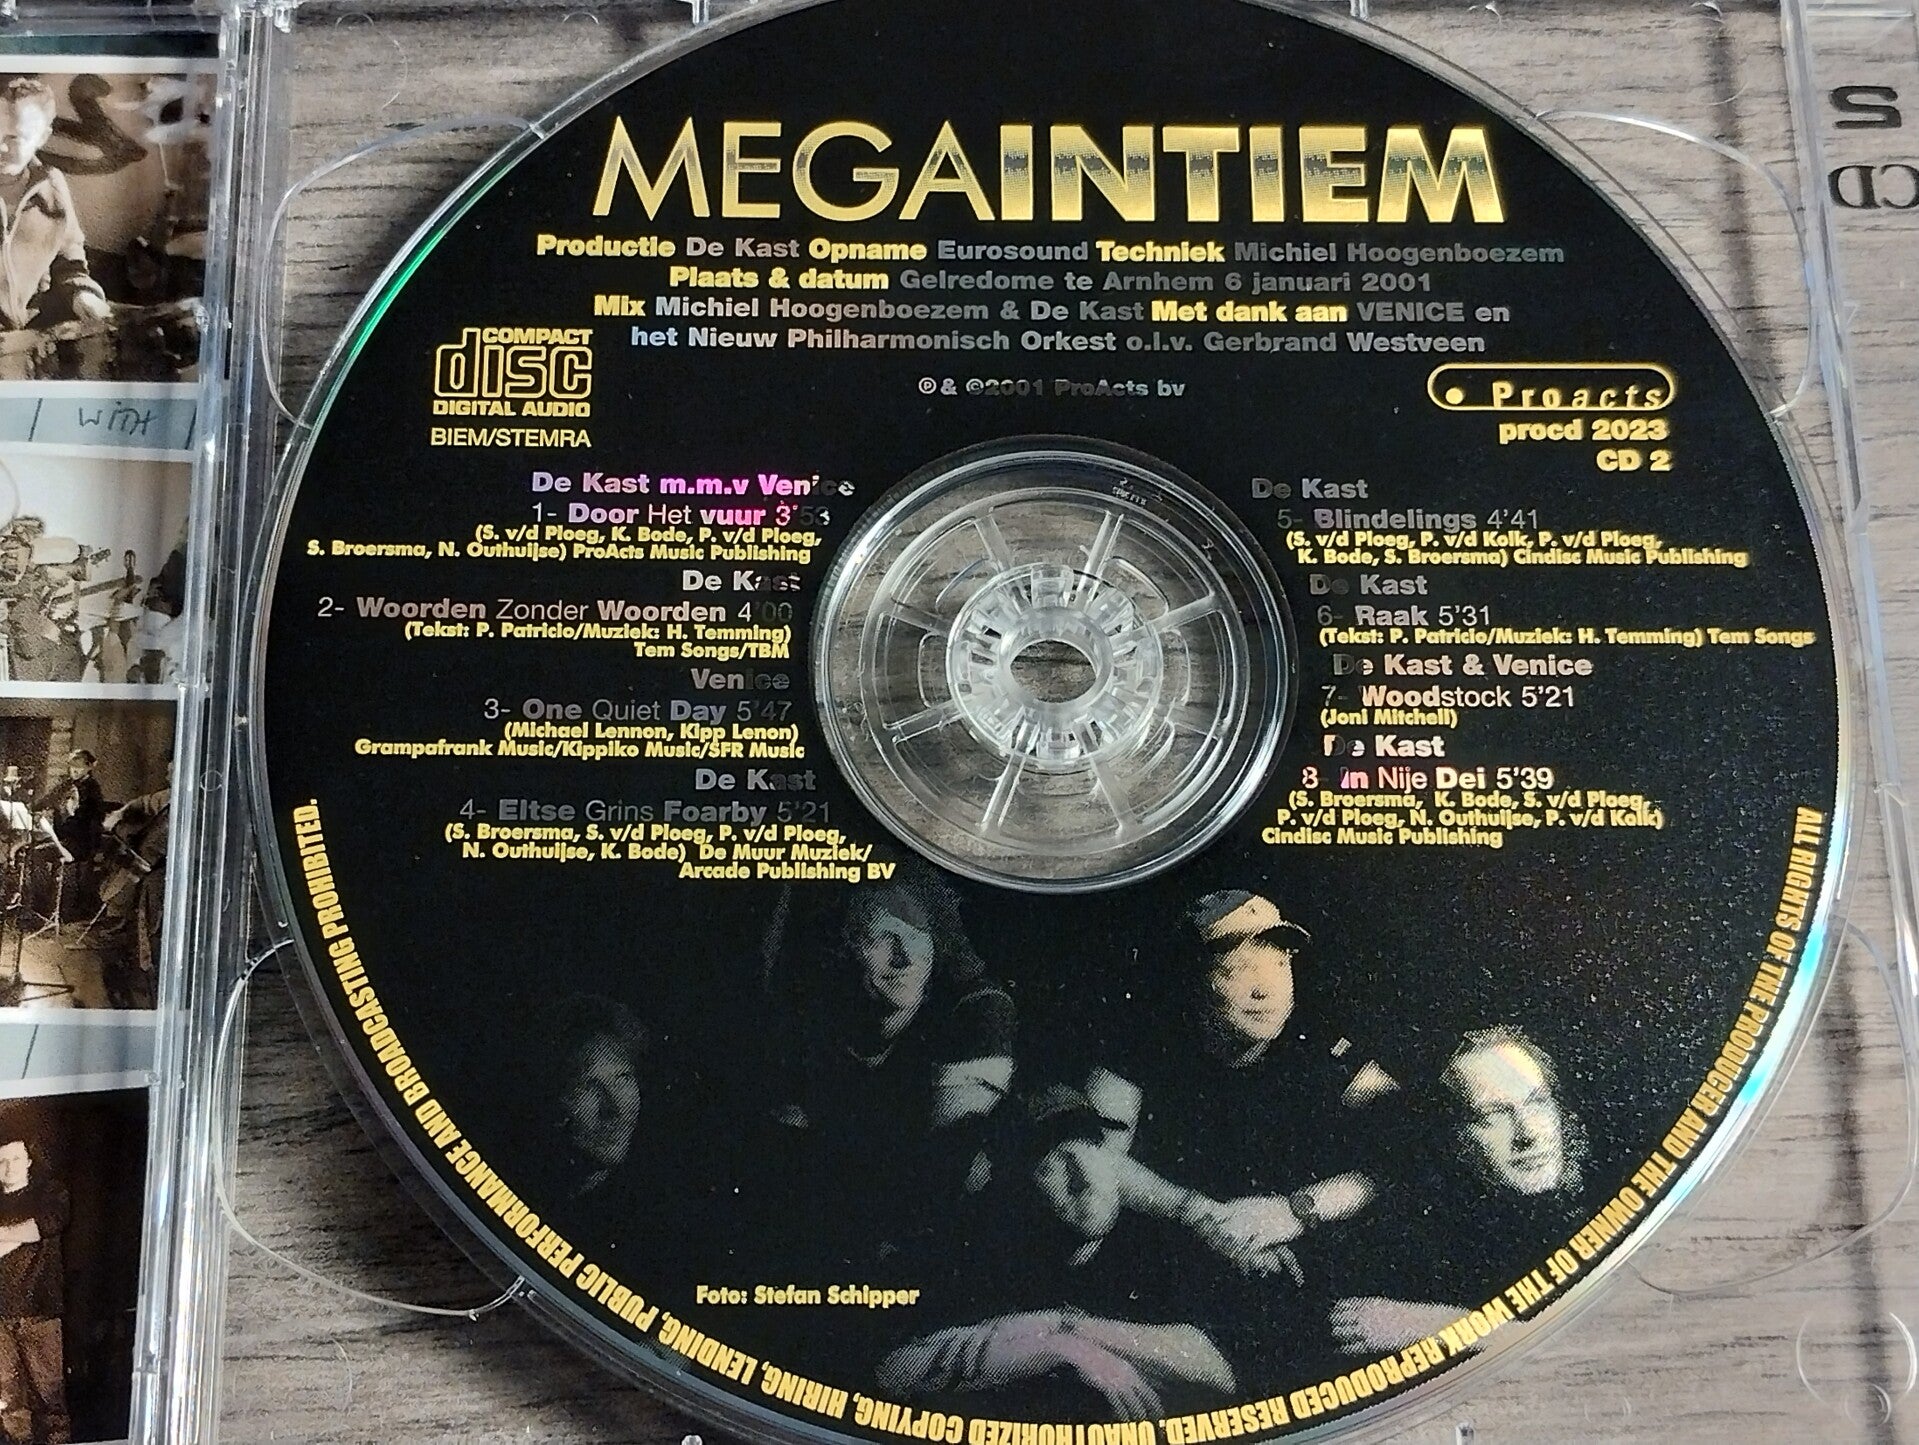 MEGAINTIEM
Productie De Kast Opname Eurosound Techniek Michiel Hoogenboezem
Plaats & datum Gelredome te Arnhem 6 januari 2001
Mix Michiel Hoogenboezem & De Kast Met dank aan VENICE en
het Nieuw Philharmonisch Orkest o.l.v. Gerbrand Westveen
℗ & ©2001 ProActs bv
COMPACT
disc
DIGITAL AUDIO
BIEM/STEMRA
Proacts
procd 2023
CD 2
De Kast m.m.v Venice
1- Door Het vuur 3'53
(S. v/d Ploeg, K. Bode, P. v/d Ploeg,
S. Broersma, N. Outhuijse) ProActs Music Publishing
De Kast
2- Woorden Zonder Woorden 4'00
(Tekst: P. Patricio/Muziek: H. Temming)
Tem Songs/TBM
Venice
3- One Quiet Day 5'47
(Michael Lennon, Kipp Lenon)
Grampafrank Music/Kippiko Music/SFR Music
De Kast
4- Eltse Grins Foarby 5'21
(S. Broersma, S. v/d Ploeg, P. v/d Ploeg,
N. Outhuijse, K. Bode) De Muur Muziek/
Arcade Publishing BV
De Kast
5- Blindelings 4'41
(S. v/d Ploeg, P. v/d Kolk, P. v/d Ploeg,
K. Bode, S. Broersma) Cindisc Music Publishing
De Kast
6- Raak 5'31
(Tekst: P. Patricio/Muziek: H. Temming) Tem Songs
De Kast & Venice
7- Woodstock 5'21
(Joni Mitchell)
De Kast
8- In Nije Dei 5'39
(S. Broersma, K. Bode, S. v/d Ploeg,
P. v/d Ploeg, N. Outhuijse, P. v/d Kolk)
Cindisc Music Publishing
Foto: Stefan Schipper
ALL RIGHTS OF THE PRODUCER AND THE OWNER OF THE WORK REPRODUCED RESERVED. UNAUTHORIZED COPYING, HIRING, LENDING, PUBLIC PERFORMANCE AND BROADCASTING PROHIBITED.
WITH
2
CD